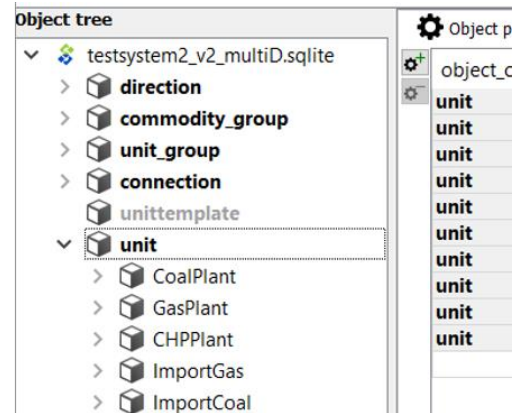 Object tree
testsystem2_v2_multiD.sqlite
direction
commodity_group
unit_group
connection
unittemplate
unit
CoalPlant
GasPlant
CHPPlant
ImportGas
ImportCoal
Object p
object_c
unit
unit
unit
unit
unit
unit
unit
unit
unit
unit